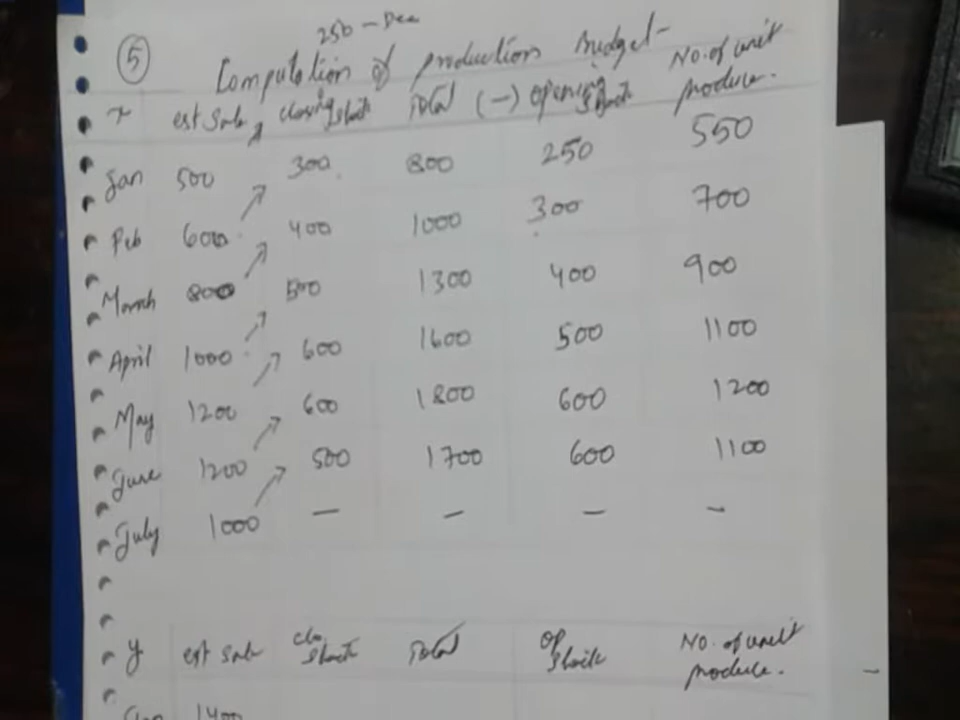 250 - Dec
5 Computation of production Budget-
x est Sale closing Stock Total (-) opening Stock No. of unit produce.
Jan 500 300 800 250 550
Feb 600 400 1000 300 700
March 800 500 1300 400 900
April 1000 600 1600 500 1100
May 1200 600 1800 600 1200
June 1200 500 1700 600 1100
July 1000 — — — —
y est Sale clo Stock Total op Stock No. of unit produce.
Jan 1400